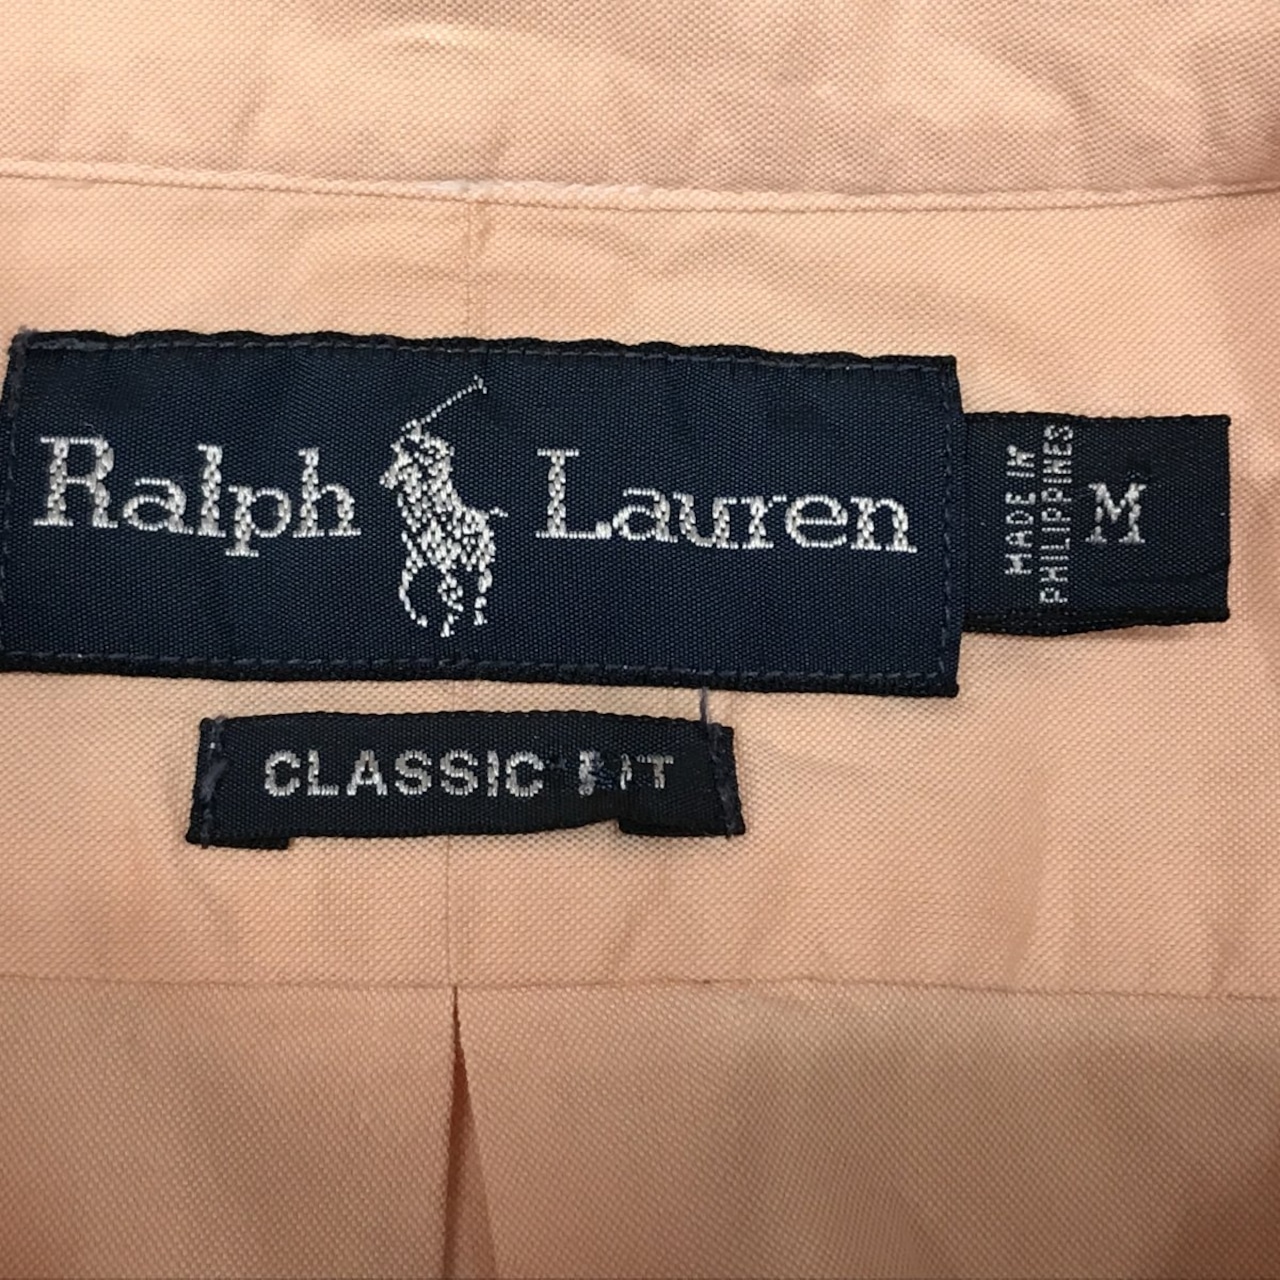 Ralph Lauren
MADE IN
PHILIPPINES
M
CLASSIC FIT